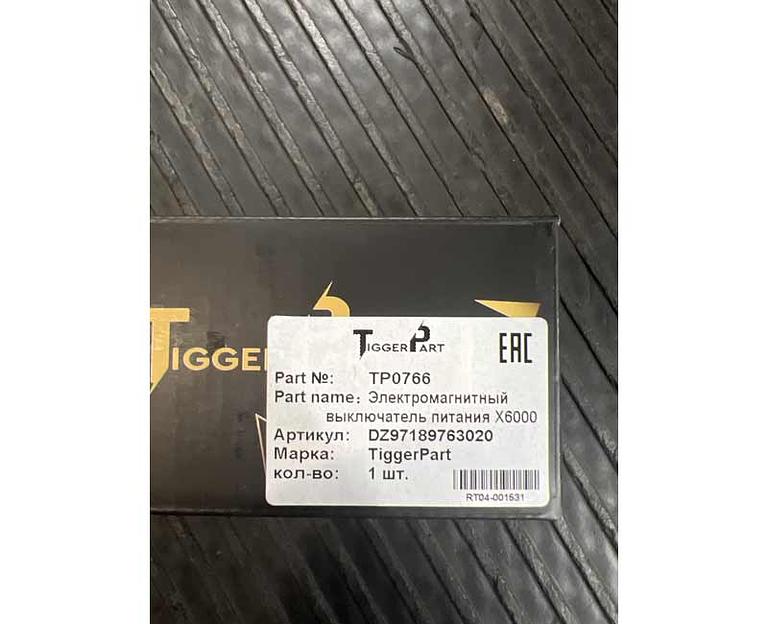 TIGGER
TIGGERPART
EAC
Part №: TP0766
Part name: Электромагнитный
выключатель питания X6000
Артикул: DZ97189763020
Марка: TiggerPart
кол-во: 1 шт.
RT04-001531